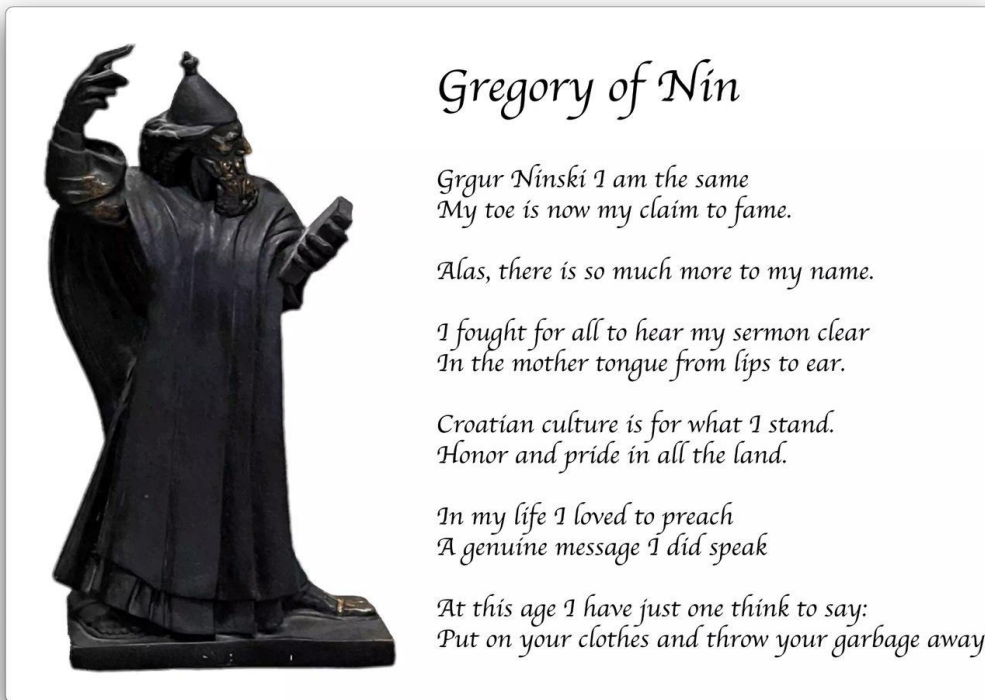 Gregory of Nin
Grgur Ninski I am the same
My toe is now my claim to fame.
Alas, there is so much more to my name.
I fought for all to hear my sermon clear
In the mother tongue from lips to ear.
Croatian culture is for what I stand.
Honor and pride in all the land.
In my life I loved to preach
A genuine message I did speak
At this age I have just one think to say:
Put on your clothes and throw your garbage away